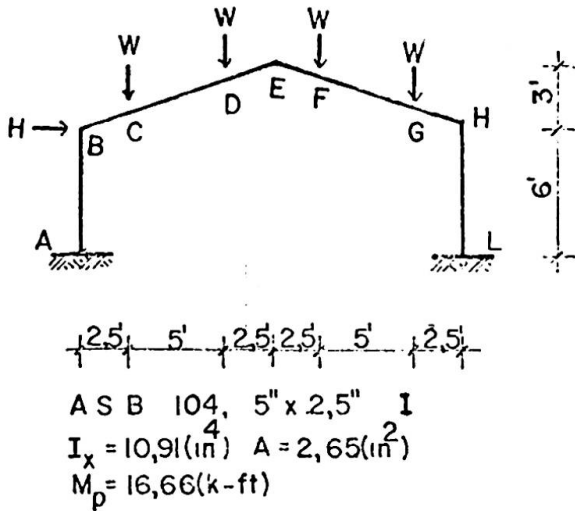 W W W W
H B C D E F G H
A L
3'
6'
2,5' 5' 2,5' 2,5' 5' 2,5'
A S B 104, 5" x 2,5" I
Ix = 10,91(in⁴) A = 2,65(in²)
Mp = 16,66(k-ft)